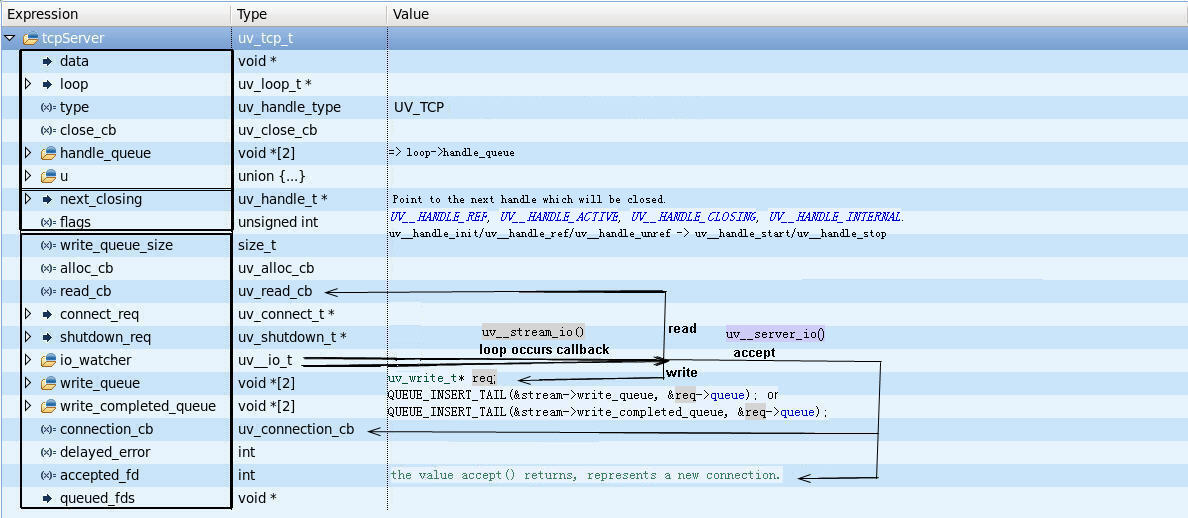 Expression Type Value
tcpServer uv_tcp_t
data void *
loop uv_loop_t *
(x)= type uv_handle_type UV_TCP
(x)= close_cb uv_close_cb
handle_queue void *[2] => loop->handle_queue
u union {...}
next_closing uv_handle_t * Point to the next handle which will be closed.
(x)= flags unsigned int UV__HANDLE_REF, UV__HANDLE_ACTIVE, UV__HANDLE_CLOSING, UV__HANDLE_INTERNAL.
uv__handle_init/uv__handle_ref/uv__handle_unref -> uv__handle_start/uv__handle_stop
(x)= write_queue_size size_t
(x)= alloc_cb uv_alloc_cb
(x)= read_cb uv_read_cb
connect_req uv_connect_t *
shutdown_req uv_shutdown_t * uv__stream_io() read uv__server_io()
loop occurs callback accept
io_watcher uv__io_t
write
write_queue void *[2] uv_write_t* req;
QUEUE_INSERT_TAIL(&stream->write_queue, &req->queue); or
write_completed_queue void *[2] QUEUE_INSERT_TAIL(&stream->write_completed_queue, &req->queue);
(x)= connection_cb uv_connection_cb
(x)= delayed_error int
(x)= accepted_fd int the value accept() returns, represents a new connection.
queued_fds void *